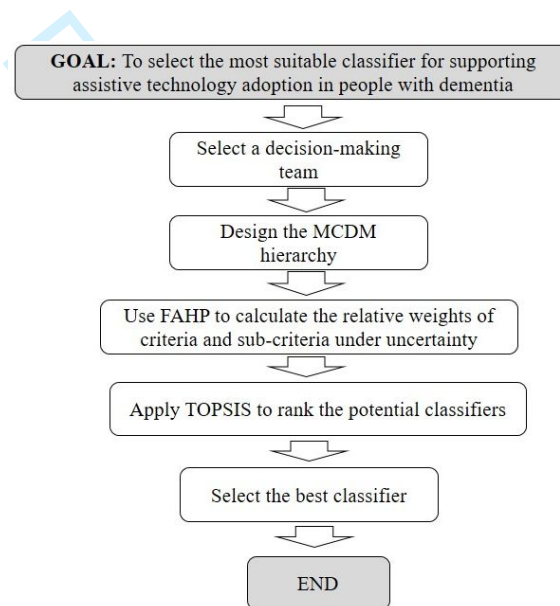 GOAL: To select the most suitable classifier for supporting
assistive technology adoption in people with dementia
Select a decision-making
team
Design the MCDM
hierarchy
Use FAHP to calculate the relative weights of
criteria and sub-criteria under uncertainty
Apply TOPSIS to rank the potential classifiers
Select the best classifier
END